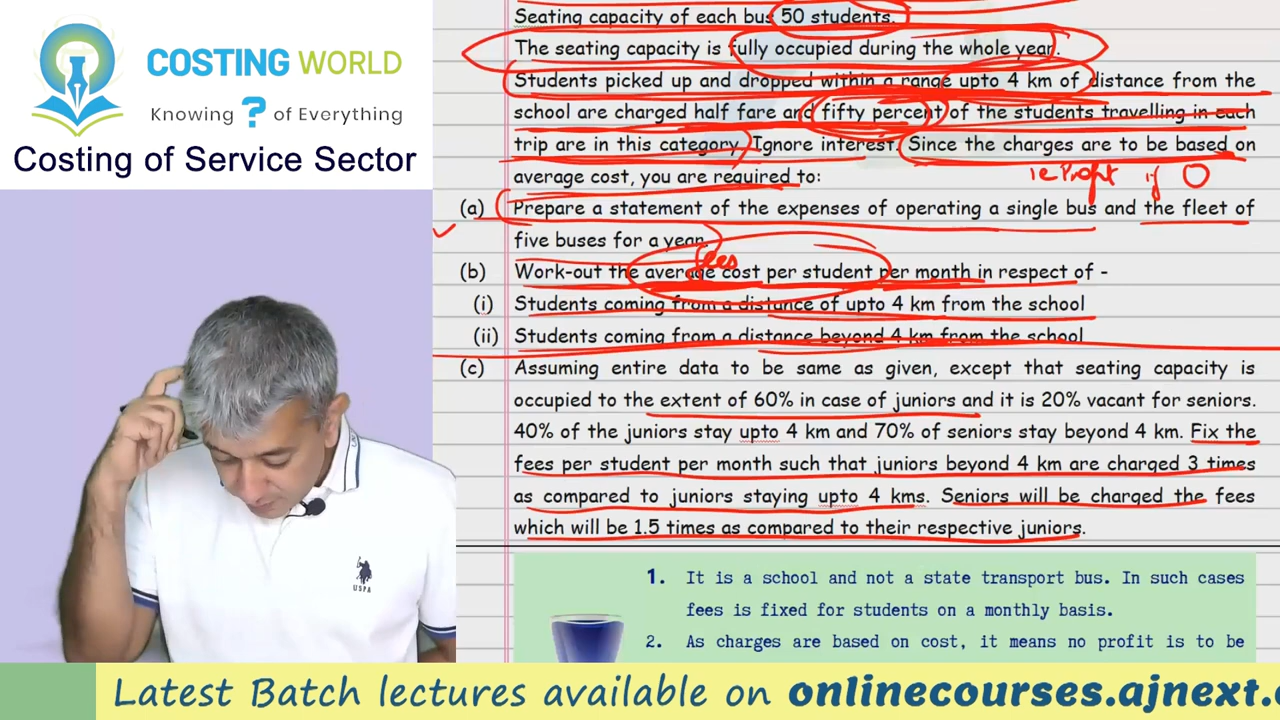 COSTING WORLD
Knowing ? of Everything
Costing of Service Sector
Seating capacity of each bus 50 students.
The seating capacity is fully occupied during the whole year.
Students picked up and dropped within a range upto 4 km of distance from the
school are charged half fare and fifty percent of the students travelling in each
trip are in this category. Ignore interest. Since the charges are to be based on
average cost, you are required to:
ie Profit if 0
(a) Prepare a statement of the expenses of operating a single bus and the fleet of
five buses for a year.
fees
(b) Work-out the average cost per student per month in respect of -
(i) Students coming from a distance of upto 4 km from the school
(ii) Students coming from a distance beyond 4 km from the school
(c) Assuming entire data to be same as given, except that seating capacity is
occupied to the extent of 60% in case of juniors and it is 20% vacant for seniors.
40% of the juniors stay upto 4 km and 70% of seniors stay beyond 4 km. Fix the
fees per student per month such that juniors beyond 4 km are charged 3 times
as compared to juniors staying upto 4 kms. Seniors will be charged the fees
which will be 1.5 times as compared to their respective juniors.
1. It is a school and not a state transport bus. In such cases
fees is fixed for students on a monthly basis.
2. As charges are based on cost, it means no profit is to be
USPA
Latest Batch lectures available on onlinecourses.ajnext.